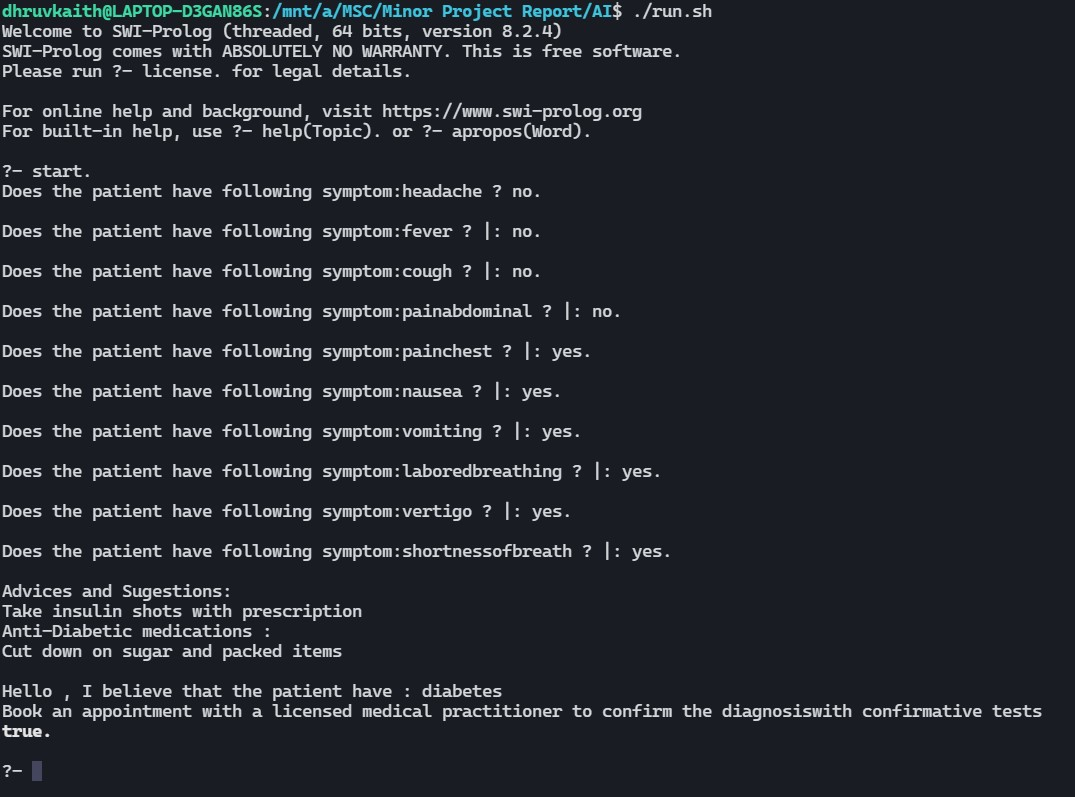 dhruvkaith@LAPTOP-D3GAN86S:/mnt/a/MSC/Minor Project Report/AI$ ./run.sh
Welcome to SWI-Prolog (threaded, 64 bits, version 8.2.4)
SWI-Prolog comes with ABSOLUTELY NO WARRANTY. This is free software.
Please run ?- license. for legal details.

For online help and background, visit https://www.swi-prolog.org
For built-in help, use ?- help(Topic). or ?- apropos(Word).

?- start.
Does the patient have following symptom:headache ? no.

Does the patient have following symptom:fever ? |: no.

Does the patient have following symptom:cough ? |: no.

Does the patient have following symptom:painabdominal ? |: no.

Does the patient have following symptom:painchest ? |: yes.

Does the patient have following symptom:nausea ? |: yes.

Does the patient have following symptom:vomiting ? |: yes.

Does the patient have following symptom:laboredbreathing ? |: yes.

Does the patient have following symptom:vertigo ? |: yes.

Does the patient have following symptom:shortnessofbreath ? |: yes.

Advices and Sugestions:
Take insulin shots with prescription
Anti-Diabetic medications :
Cut down on sugar and packed items

Hello , I believe that the patient have : diabetes
Book an appointment with a licensed medical practitioner to confirm the diagnosiswith confirmative tests
true.

?-